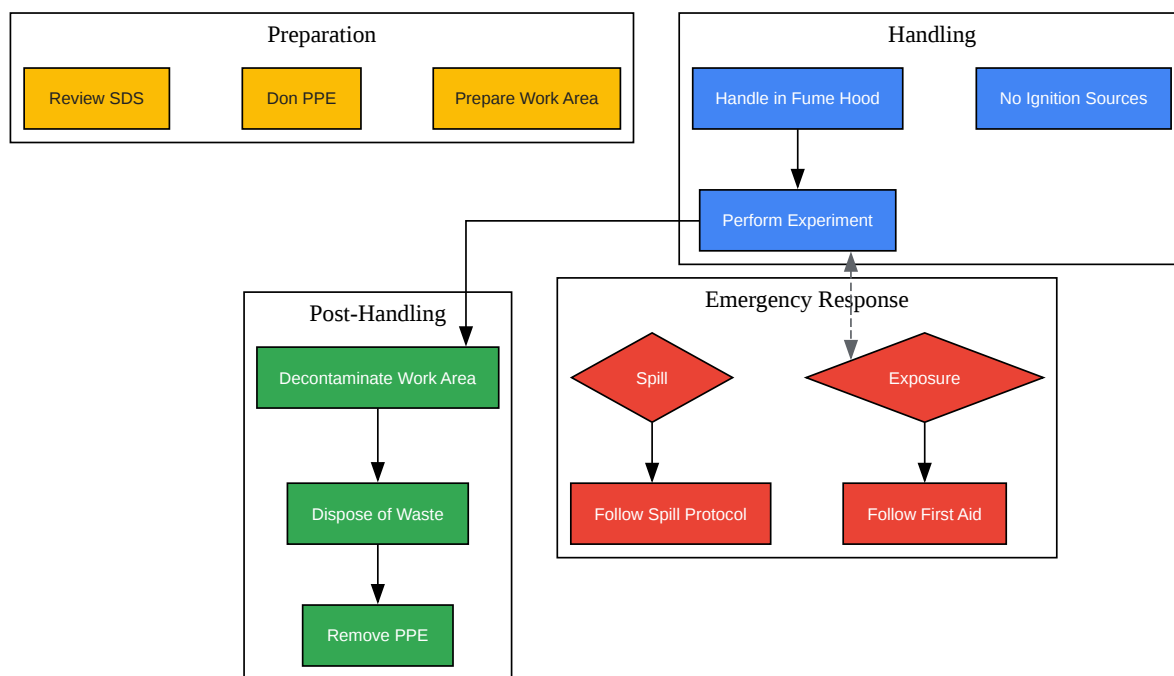 Preparation
Review SDS
Don PPE
Prepare Work Area
Handling
Handle in Fume Hood
No Ignition Sources
Perform Experiment
Post-Handling
Decontaminate Work Area
Dispose of Waste
Remove PPE
Emergency Response
Spill
Exposure
Follow Spill Protocol
Follow First Aid